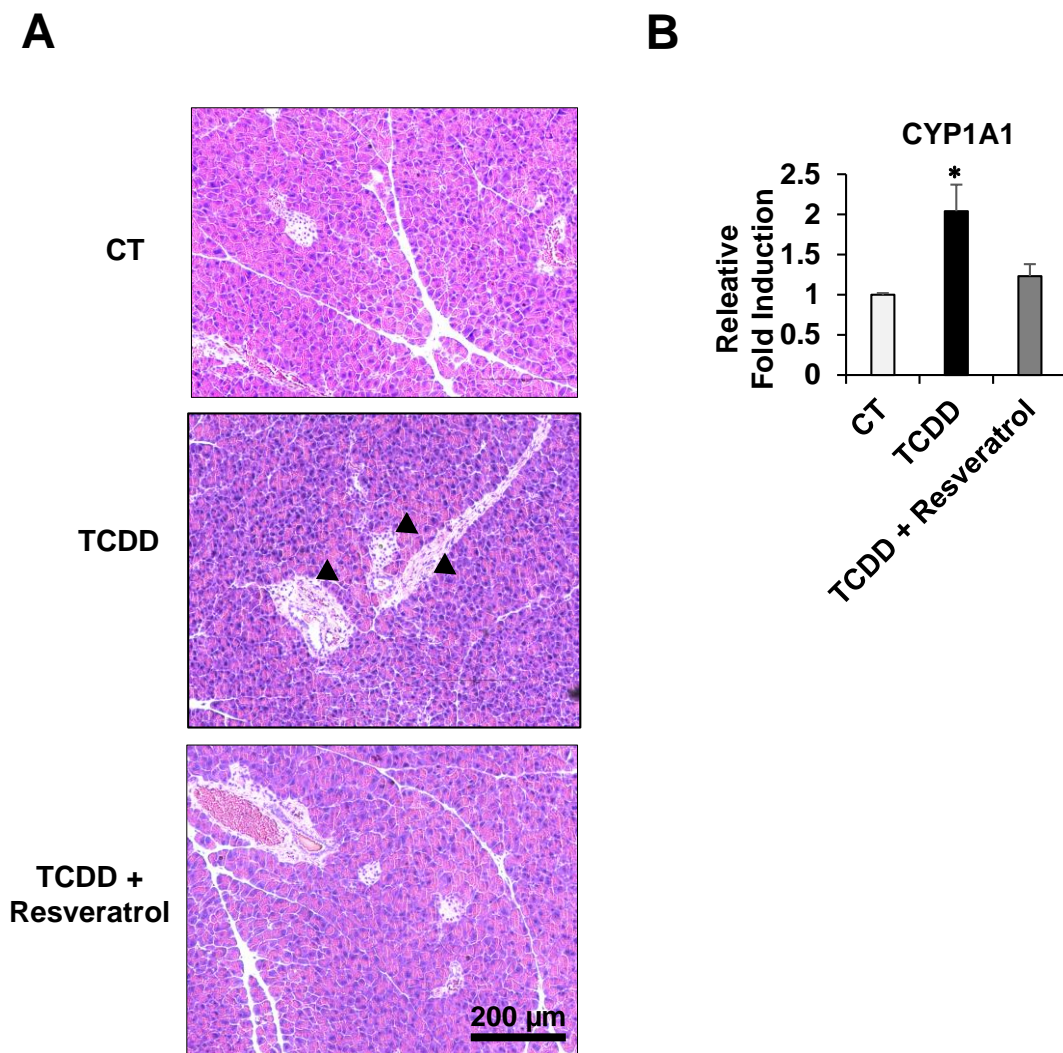 A
B
CT
TCDD
TCDD +
Resveratrol
200 µm
CYP1A1
*
Releative
Fold Induction
2.5
2
1.5
1
0.5
0
CT
TCDD
TCDD + Resveratrol